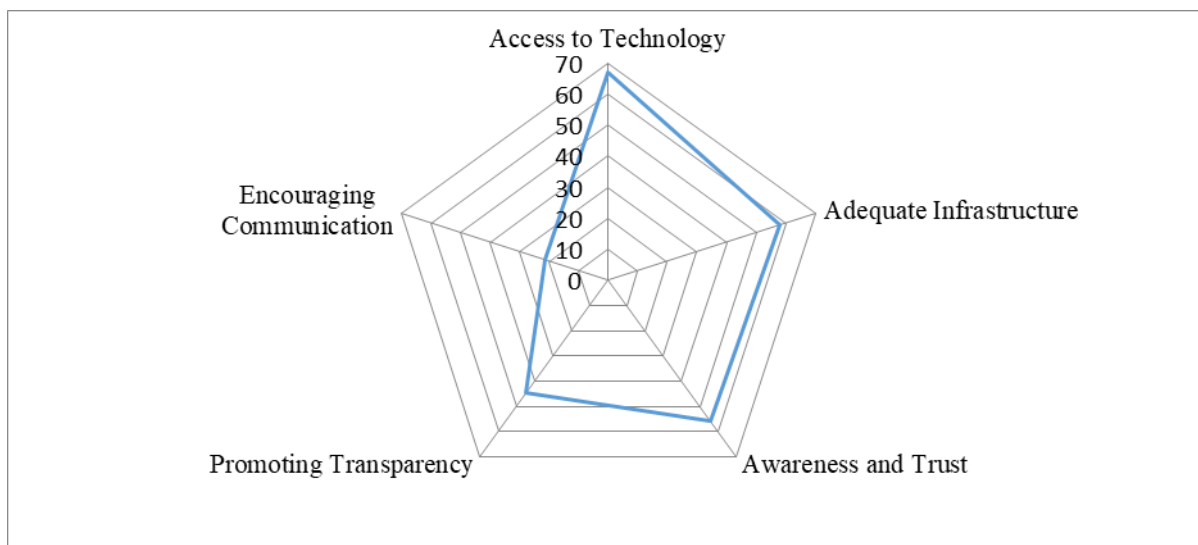 Access to Technology
70
60
50
40
30
20
10
0
Adequate Infrastructure
Awareness and Trust
Promoting Transparency
Encouraging
Communication